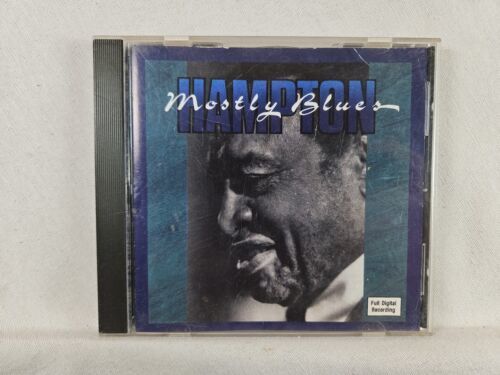 HAMPTON
Mostly Blues
Full Digital
Recording